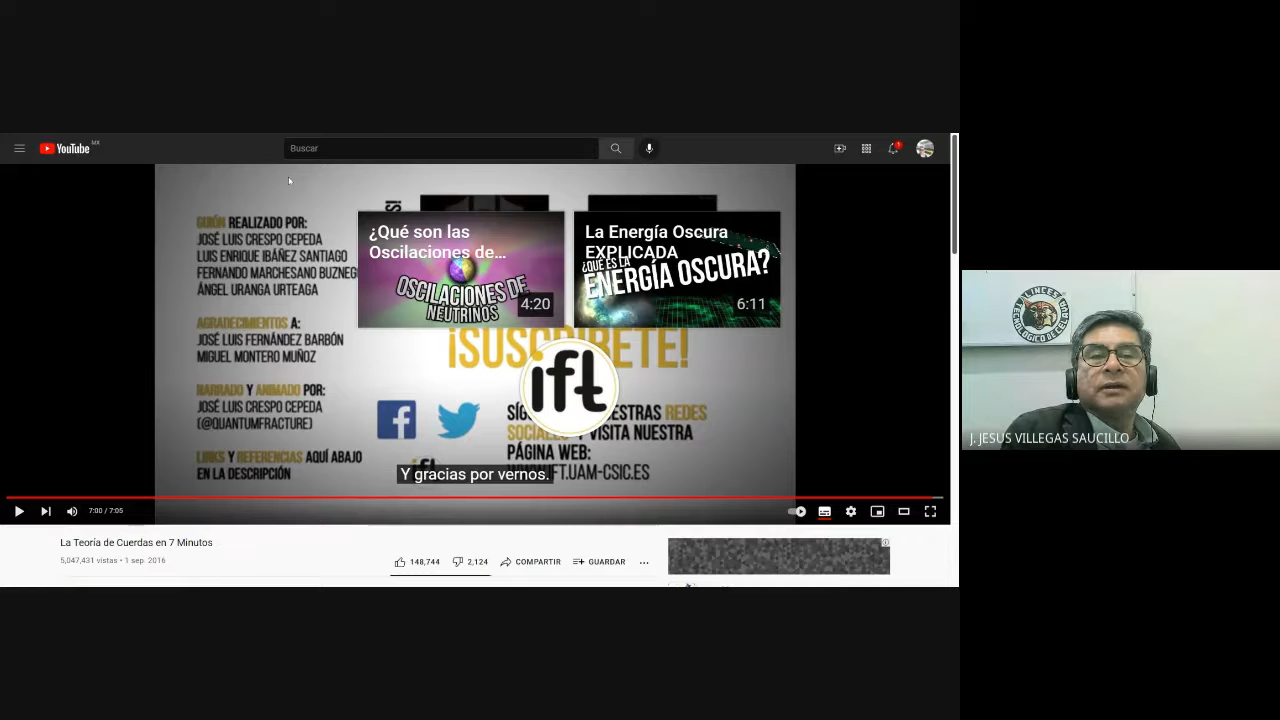 YouTube MX
Buscar
GUIÓN REALIZADO POR:
JOSÉ LUIS CRESPO CEPEDA
LUIS ENRIQUE IBÁÑEZ SANTIAGO
FERNANDO MARCHESANO BUZNEG
ÁNGEL URANGA URTEAGA
AGRADECIMIENTOS A:
JOSÉ LUIS FERNÁNDEZ BARBÓN
MIGUEL MONTERO MUÑOZ
NARRADO Y ANIMADO POR:
JOSÉ LUIS CRESPO CEPEDA
(@QUANTUMFRACTURE)
LINKS Y REFERENCIAS AQUÍ ABAJO
EN LA DESCRIPCIÓN
¿Qué son las
Oscilaciones de...
OSCILACIONES DE
NEUTRINOS
4:20
La Energía Oscura
EXPLICADA
¿QUÉ ES LA
ENERGÍA OSCURA?
6:11
¡SUSCRÍBETE!
ift
REDES
Y VISITA NUESTRA
PÁGINA WEB:
Y gracias por vernos.
.IFT.UAM-CSIC.ES
7:00 / 7:05
La Teoría de Cuerdas en 7 Minutos
5,047,431 vistas • 1 sep 2016
148,744
2,124
COMPARTIR
GUARDAR
LINCES
TECNOLOGICO DE CELAYA
J. JESUS VILLEGAS SAUCILLO